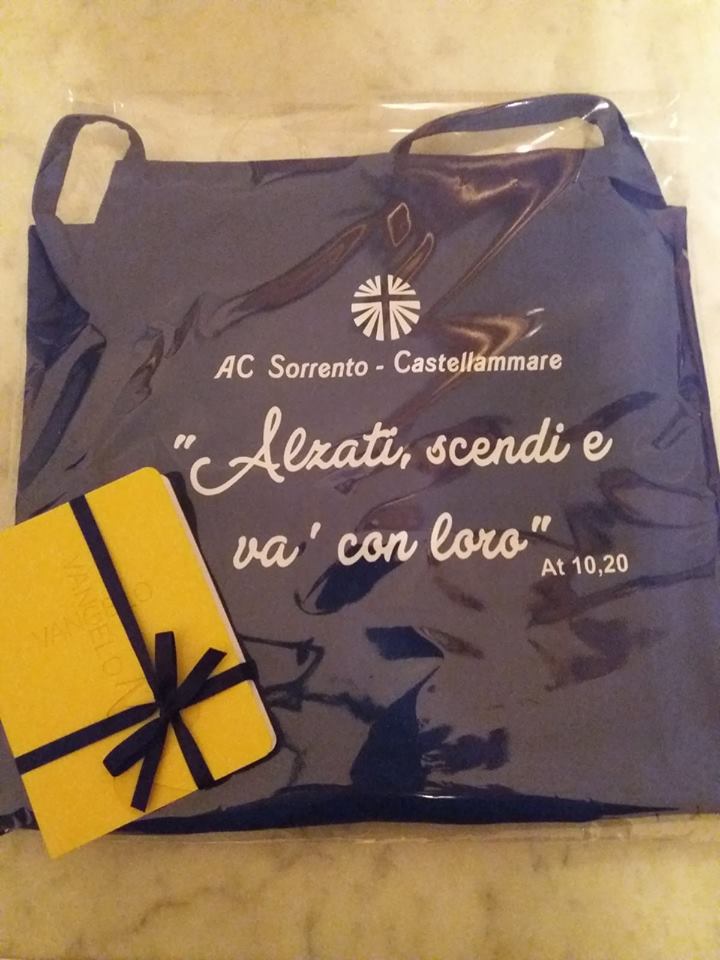 AC Sorrento - Castellammare
"Alzati, scendi e
va' con loro"
At 10,20
VANGELO